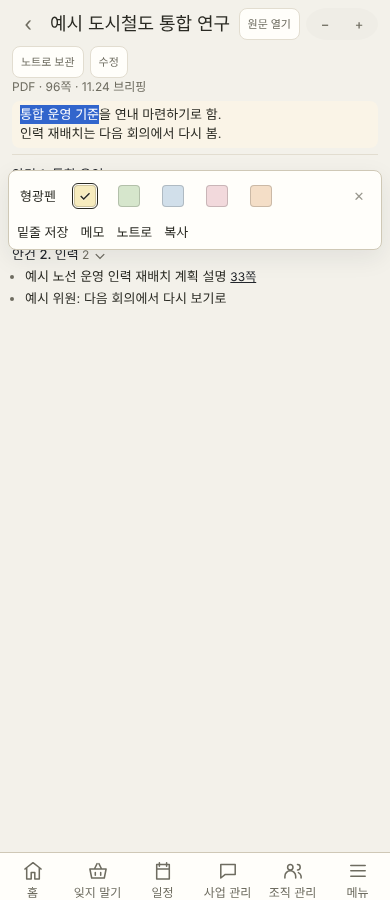 예시 도시철도 통합 연구
원문 열기
−
+
노트로 보관
수정
PDF · 96쪽 · 11.24 브리핑
통합 운영 기준을 연내 마련하기로 함.
인력 재배치는 다음 회의에서 다시 봄.
형광펜
×
밑줄 저장
메모
노트로
복사
안건 2. 인력 2
예시 노선 운영 인력 재배치 계획 설명 33쪽
예시 위원: 다음 회의에서 다시 보기로
홈
잊지 말기
일정
사업 관리
조직 관리
메뉴